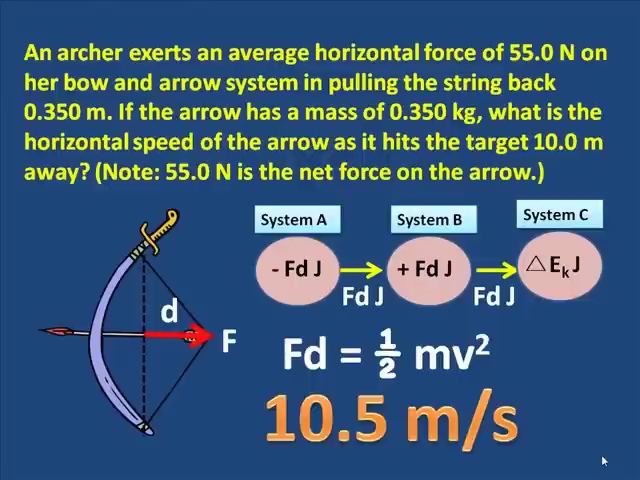 An archer exerts an average horizontal force of 55.0 N on
her bow and arrow system in pulling the string back
0.350 m. If the arrow has a mass of 0.350 kg, what is the
horizontal speed of the arrow as it hits the target 10.0 m
away? (Note: 55.0 N is the net force on the arrow.)
System A
System B
System C
- Fd J
+ Fd J
△ Eₖ J
Fd J
Fd J
d
F
Fd = ½ mv²
10.5 m/s